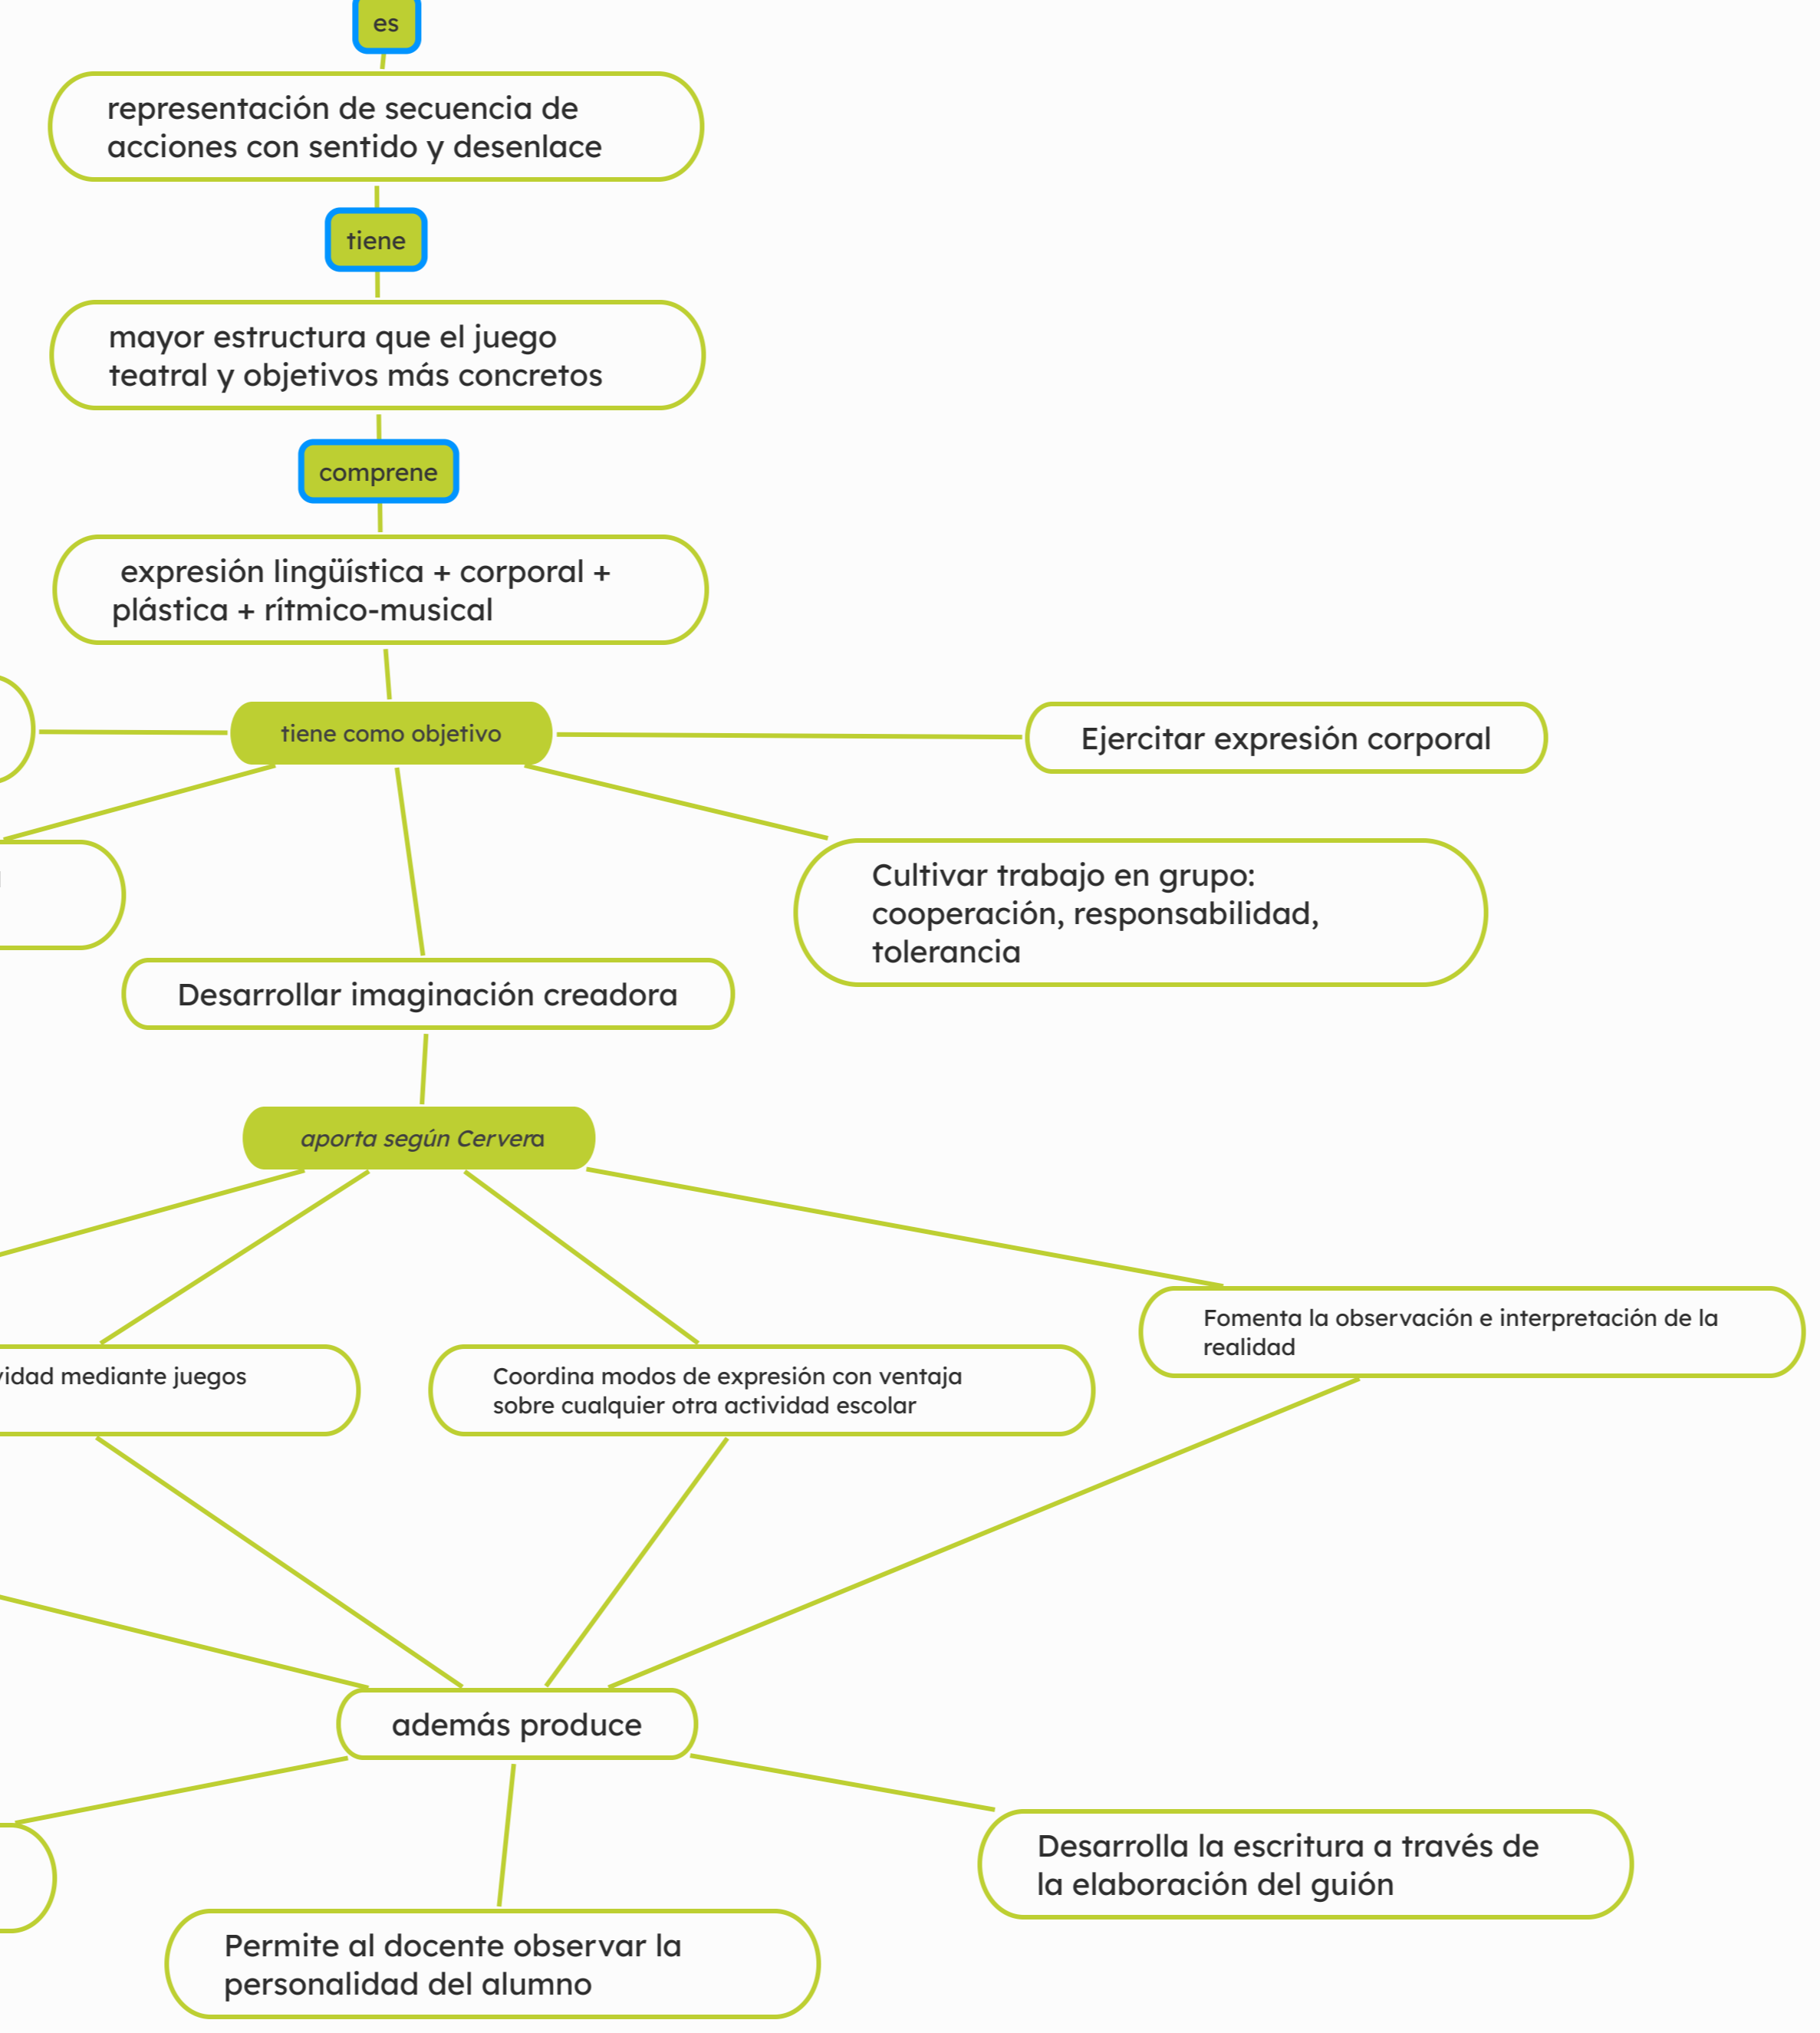 es
representación de secuencia de
acciones con sentido y desenlace
tiene
mayor estructura que el juego
teatral y objetivos más concretos
comprene
expresión lingüística + corporal +
plástica + rítmico-musical
tiene como objetivo
Ejercitar expresión corporal
Cultivar trabajo en grupo:
cooperación, responsabilidad,
tolerancia
Desarrollar imaginación creadora
aporta según Cervera
Fomenta la observación e interpretación de la
realidad
mediante juegos
Coordina modos de expresión con ventaja
sobre cualquier otra actividad escolar
además produce
Desarrolla la escritura a través de
la elaboración del guión
Permite al docente observar la
personalidad del alumno